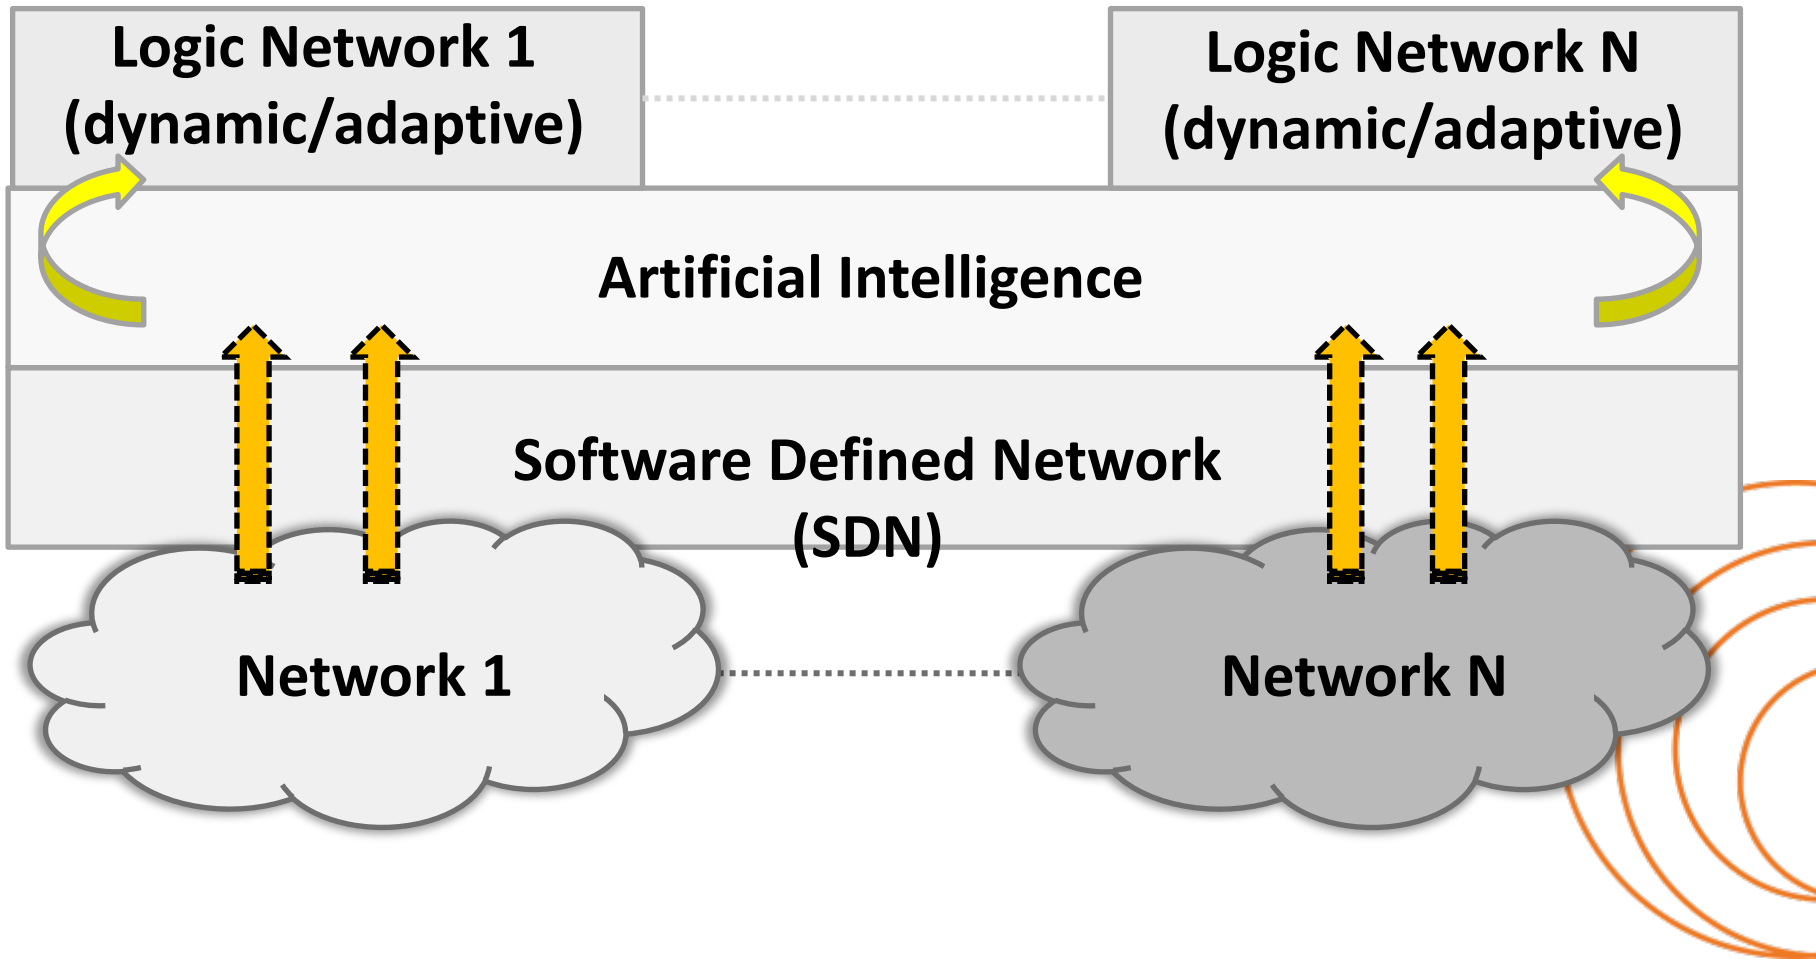 Logic Network 1
(dynamic/adaptive)
Logic Network N
(dynamic/adaptive)
Artificial Intelligence
Software Defined Network
(SDN)
Network 1
Network N